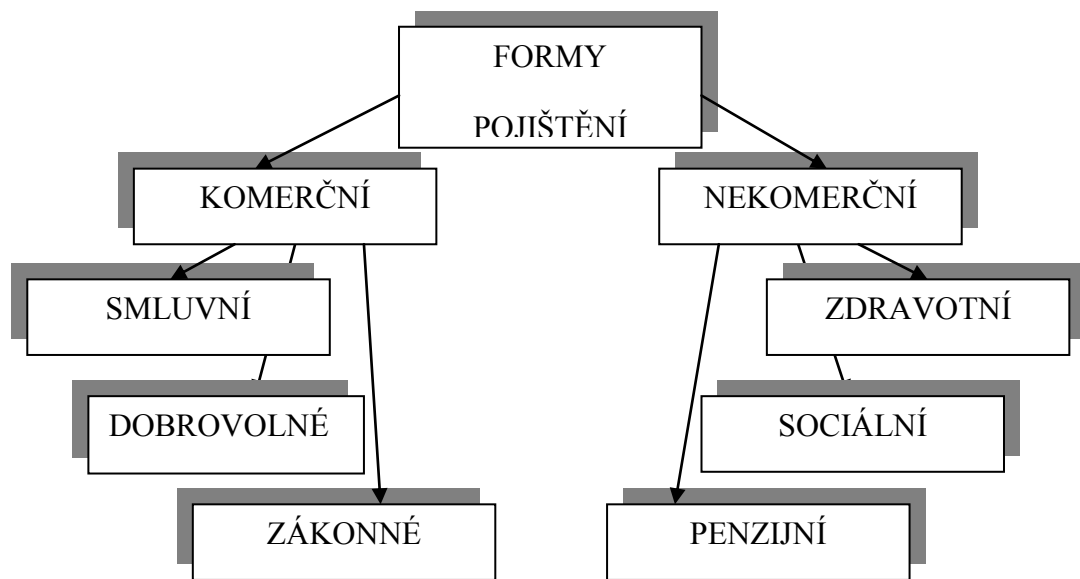 FORMY
POJIŠTĚNÍ
KOMERČNÍ
NEKOMERČNÍ
SMLUVNÍ
ZDRAVOTNÍ
DOBROVOLNÉ
SOCIÁLNÍ
ZÁKONNÉ
PENZIJNÍ